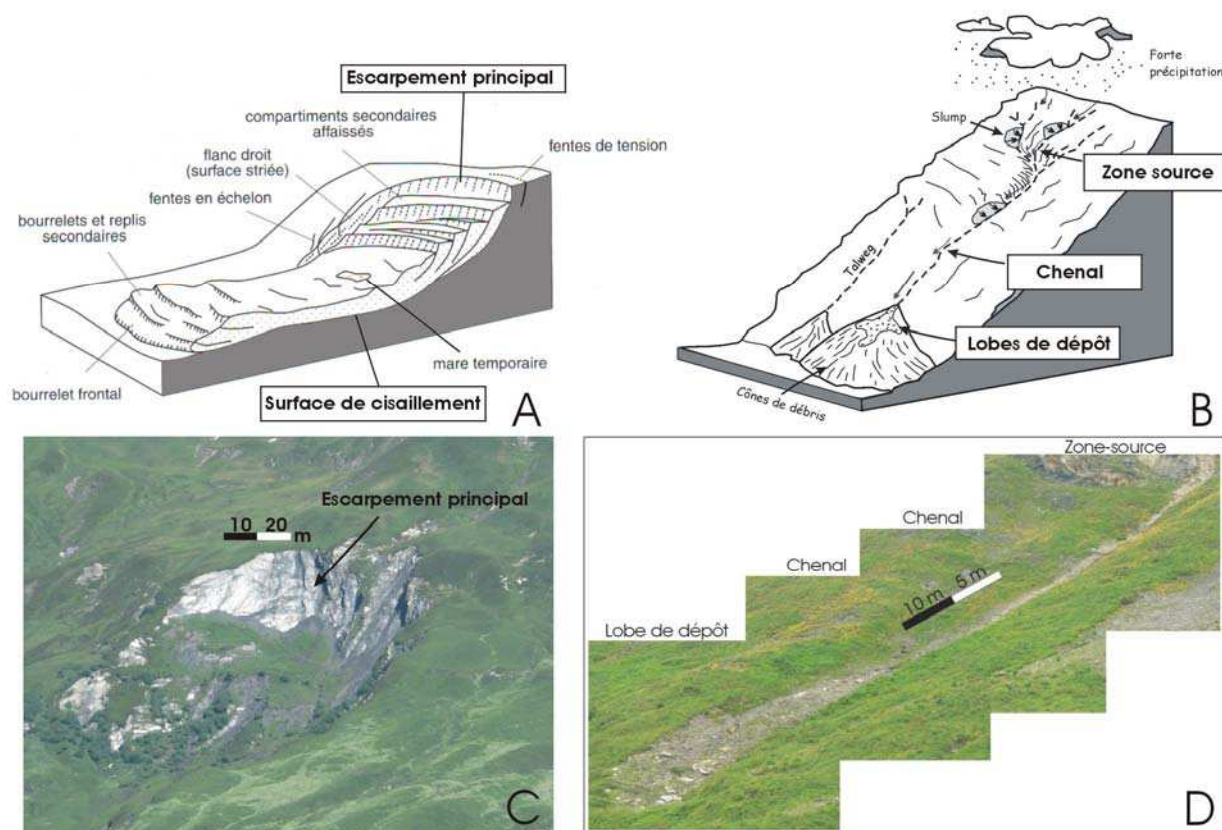 Escarpement principal
compartiments secondaires
affaissés
flanc droit
(surface striée)
fentes en échelon
bourrelets et replis
secondaires
fentes de tension
mare temporaire
bourrelet frontal
Surface de cisaillement
A
Forte
précipitation
Slump
Zone source
Talweg
Chenal
Lobes de dépôt
Cônes de débris
B
Escarpement principal
10 20 m
C
Zone-source
Chenal
Chenal
10 m 5 m
Lobe de dépôt
D